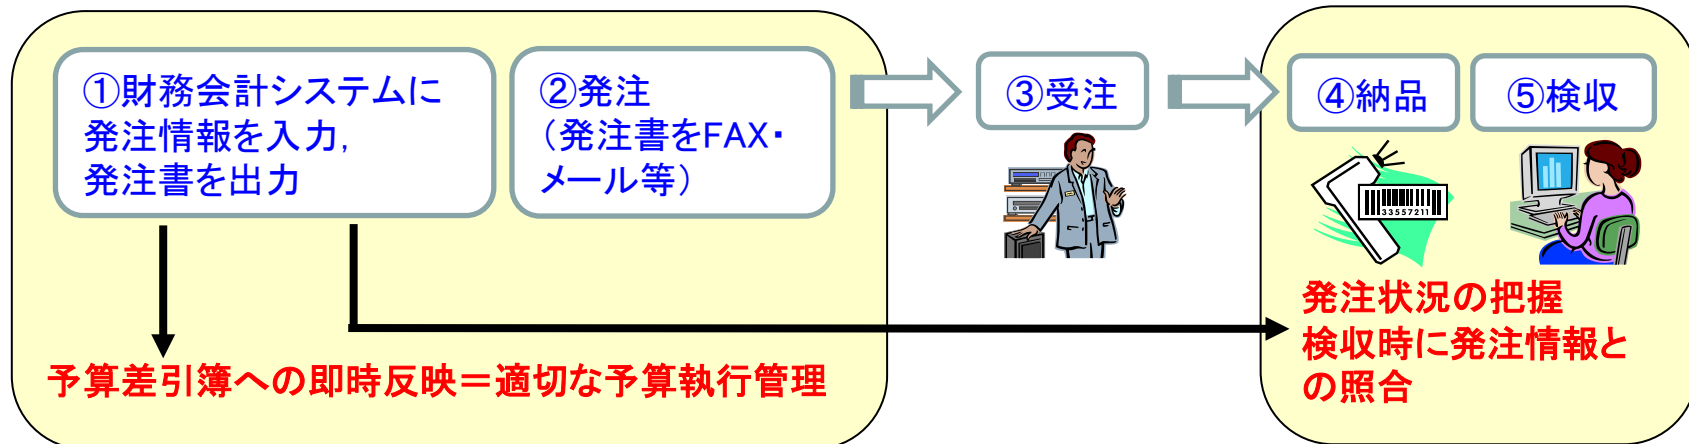 ①財務会計システムに
発注情報を入力,
発注書を出力
②発注
（発注書をFAX・
メール等）
③受注
④納品
⑤検収
33557211
予算差引簿への即時反映＝適切な予算執行管理
発注状況の把握
検収時に発注情報と
の照合